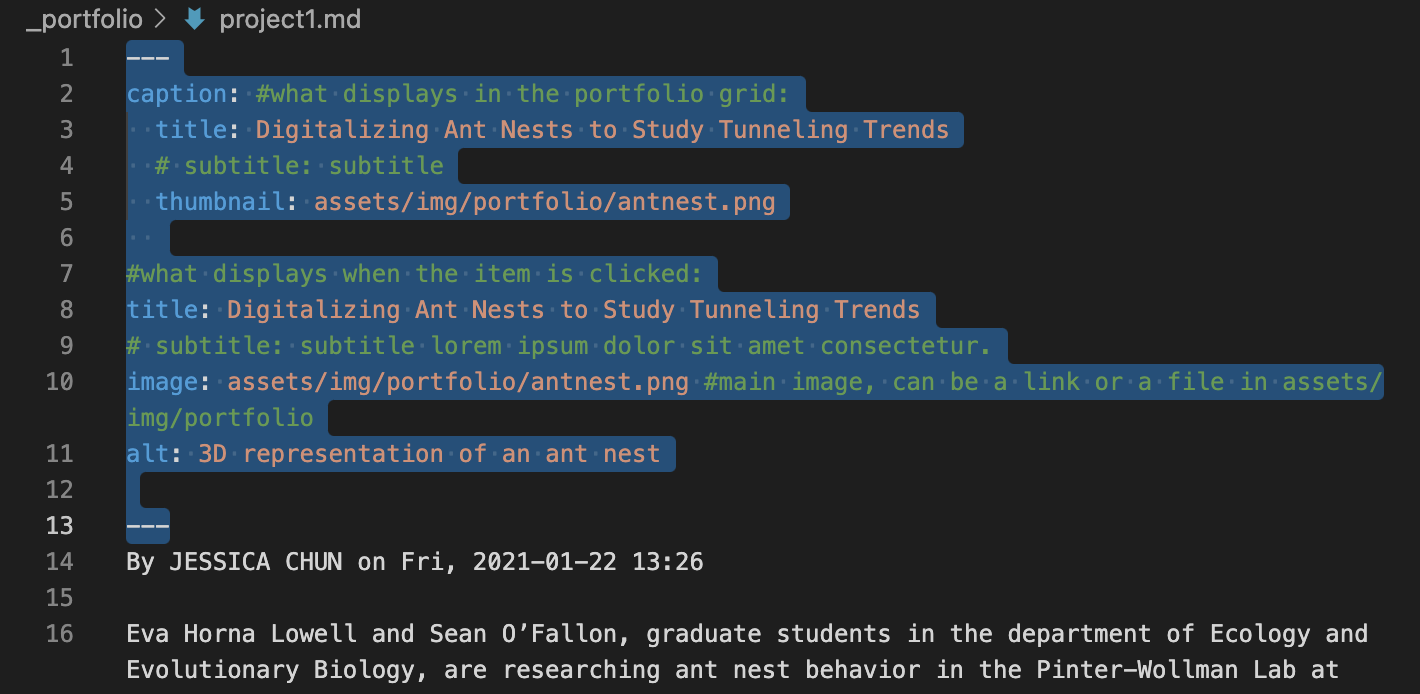 _portfolio > project1.md
1 ---
2 caption: #what displays in the portfolio grid:
3   title: Digitalizing Ant Nests to Study Tunneling Trends
4   # subtitle: subtitle
5   thumbnail: assets/img/portfolio/antnest.png
6
7 #what displays when the item is clicked:
8 title: Digitalizing Ant Nests to Study Tunneling Trends
9 # subtitle: subtitle lorem ipsum dolor sit amet consectetur.
10 image: assets/img/portfolio/antnest.png #main image, can be a link or a file in assets/
img/portfolio
11 alt: 3D representation of an ant nest
12
13 ---
14 By JESSICA CHUN on Fri, 2021-01-22 13:26
15
16 Eva Horna Lowell and Sean O’Fallon, graduate students in the department of Ecology and
Evolutionary Biology, are researching ant nest behavior in the Pinter-Wollman Lab at